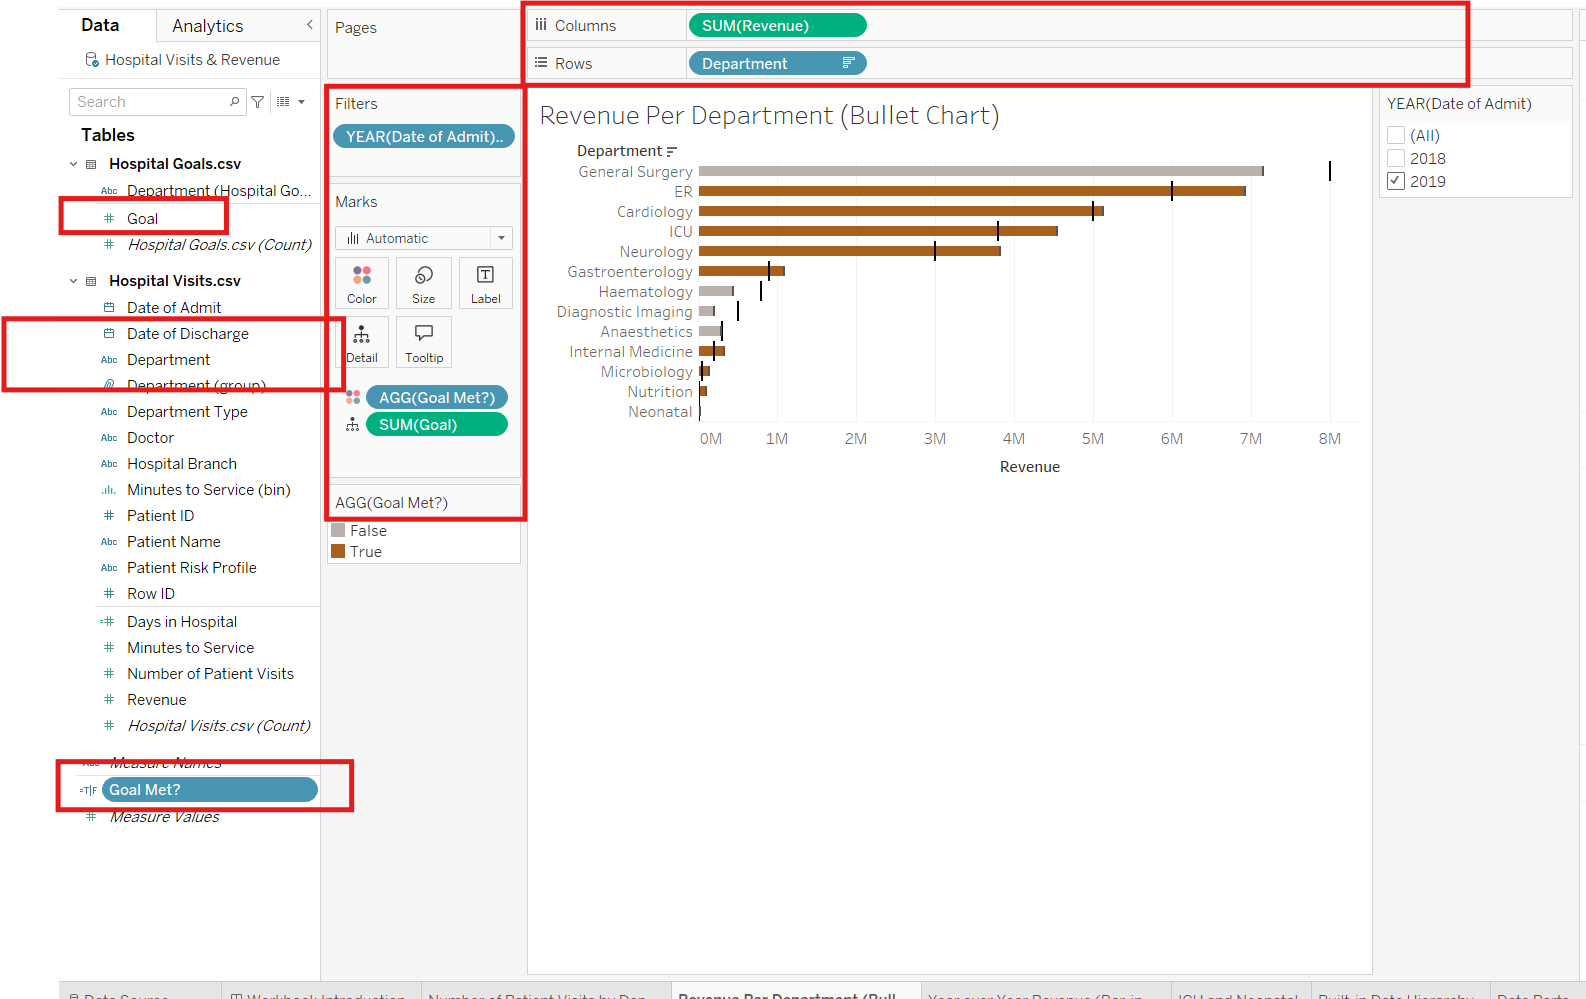 Data
Analytics
Hospital Visits & Revenue
Search
Tables
Hospital Goals.csv
Abc Department (Hospital Go...
Goal
Hospital Goals.csv (Count)
Hospital Visits.csv
Date of Admit
Date of Discharge
Abc Department
Department (group)
Abc Department Type
Abc Doctor
Abc Hospital Branch
Minutes to Service (bin)
Patient ID
Abc Patient Name
Abc Patient Risk Profile
Row ID
Days in Hospital
Minutes to Service
Number of Patient Visits
Revenue
Hospital Visits.csv (Count)
Abc Measure Names
=T|F Goal Met?
Measure Values
Pages
Filters
YEAR(Date of Admit)..
Marks
Automatic
Color Size Label
Detail Tooltip
AGG(Goal Met?)
SUM(Goal)
AGG(Goal Met?)
False
True
Columns SUM(Revenue)
Rows Department
Revenue Per Department (Bullet Chart)
Department
General Surgery
ER
Cardiology
ICU
Neurology
Gastroenterology
Haematology
Diagnostic Imaging
Anaesthetics
Internal Medicine
Microbiology
Nutrition
Neonatal
0M 1M 2M 3M 4M 5M 6M 7M 8M
Revenue
YEAR(Date of Admit)
(All)
2018
2019
Data Source
Workbook Introduction
Number of Patient Visits by Dep
Revenue Per Department (Bull
Year over Year Revenue (Bar in
ICU and Neonatal
Built-in Date Hierarchy
Date Parts